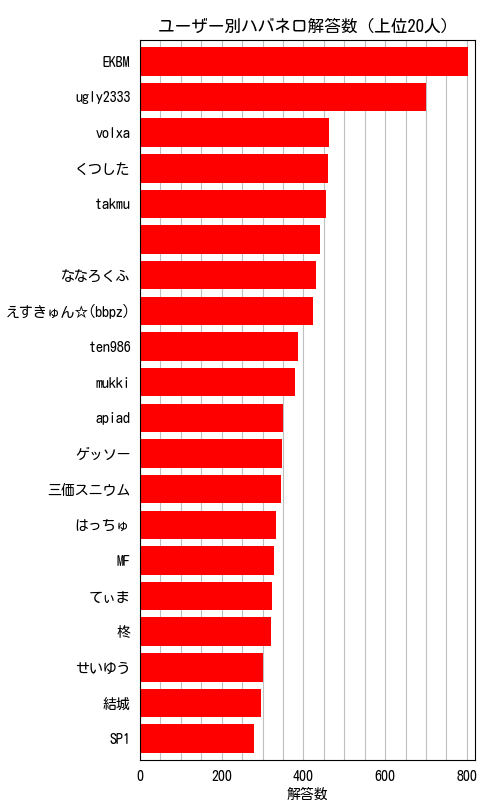 ユーザー別ハバネロ解答数 (上位20人)
EKBM
ugly2333
volxa
くつした
takmu
ななろくふ
えすきゅん☆(bbpz)
ten986
mukki
apiad
ゲッソー
三価スニウム
はっちゅ
MF
てぃま
柊
せいゆう
結城
SP1
0 200 400 600 800
解答数